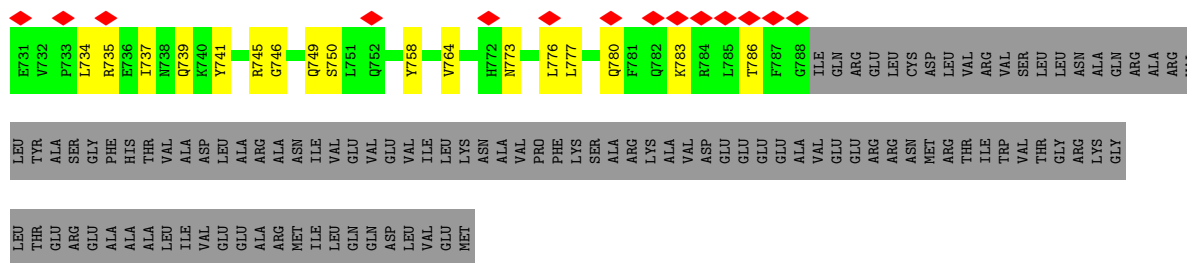 E731 V732 P733 L734 R735 E736 I737 N738 Q739 K740 Y741 R745 G746 Q749 S750 L751 Q752 Y758 V764 H772 N773 L776 L777 Q780 F781 Q782 K783 R784 L785 T786 F787 G788 ILE GLN ARG GLU LEU CYS ASP LEU VAL ARG VAL SER LEU LEU ASN ALA GLN ARG ALA ARG
LEU TYR ALA SER GLY PHE HIS THR VAL ALA ASP LEU ALA ARG ALA ASN ILE VAL GLU VAL GLU VAL ILE LEU LYS ASN ALA VAL PRO PHE LYS SER ALA ARG LYS ALA VAL ASP GLU GLU GLU GLU ALA VAL GLU GLU ARG ARG ASN MET ARG THR ILE TRP VAL THR GLY ARG LYS GLY
LEU THR GLU ARG GLU ALA ALA ALA LEU ILE VAL GLU GLU ALA ARG MET ILE LEU GLN GLN ASP LEU VAL GLU MET